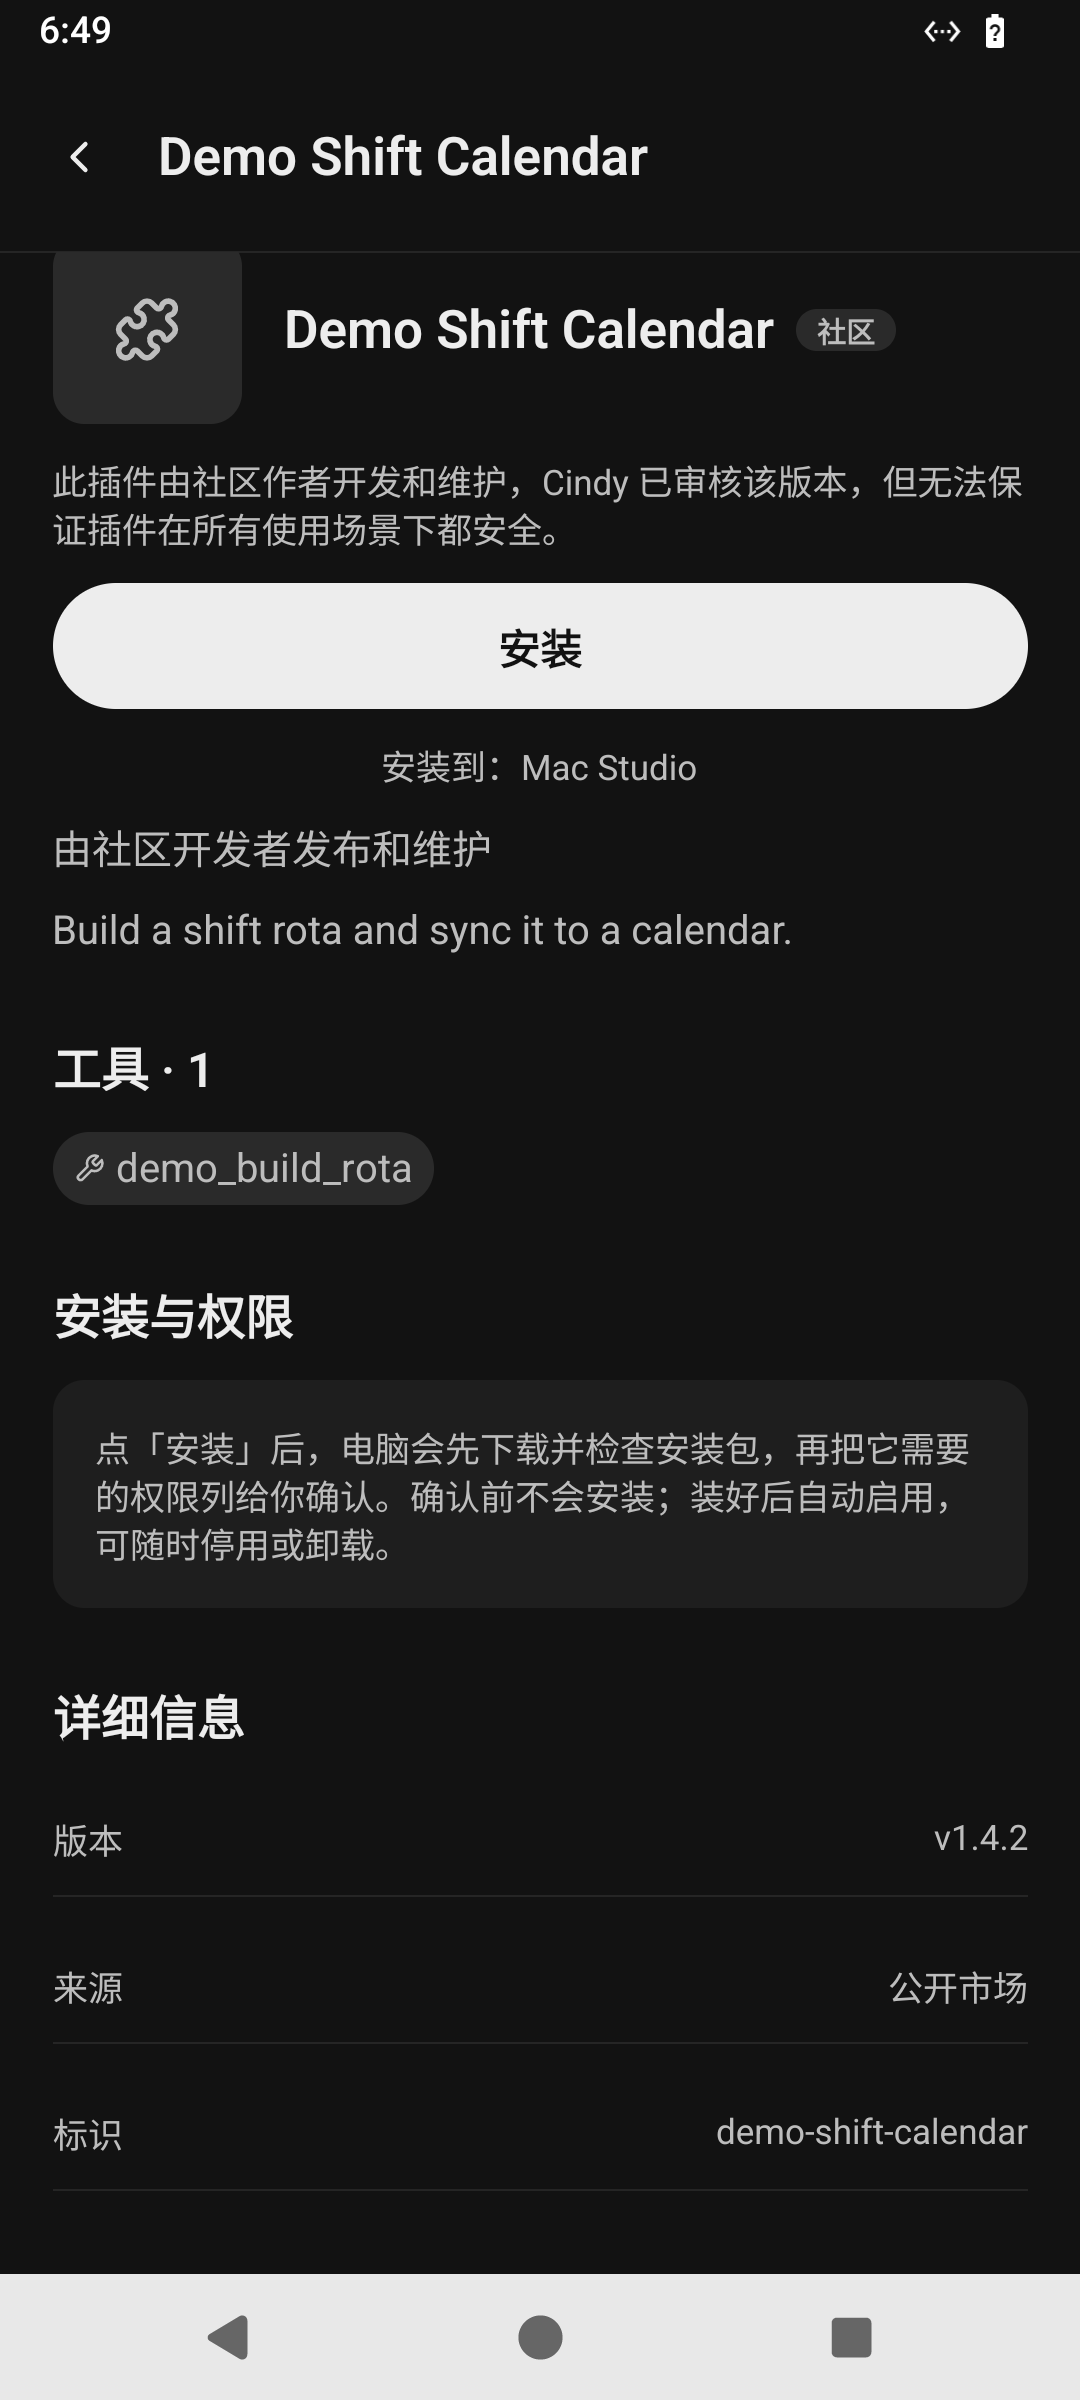 6:49
Demo Shift Calendar
Demo Shift Calendar 社区
此插件由社区作者开发和维护，Cindy 已审核该版本，但无法保
证插件在所有使用场景下都安全。
安装
安装到：Mac Studio
由社区开发者发布和维护
Build a shift rota and sync it to a calendar.
工具 · 1
demo_build_rota
安装与权限
点「安装」后，电脑会先下载并检查安装包，再把它需要
的权限列给你确认。确认前不会安装；装好后自动启用，
可随时停用或卸载。
详细信息
版本 v1.4.2
来源 公开市场
标识 demo-shift-calendar